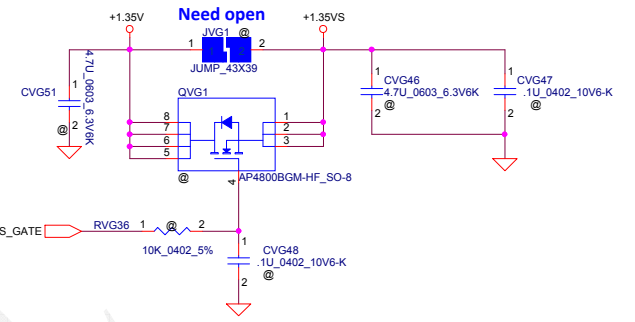 Need open
+1.35V
+1.35VS
JVG1
@
1
1
2
2
JUMP_43X39
CVG51
4.7U_0603_6.3V6K
1
@
2
QVG1
8
7
6
5
1
2
3
@
4
AP4800BGM-HF_SO-8
1
CVG46
4.7U_0603_6.3V6K
@
2
1
CVG47
.1U_0402_10V6-K
@
2
S_GATE
RVG36
1
@
2
10K_0402_5%
1
CVG48
.1U_0402_10V6-K
@
2